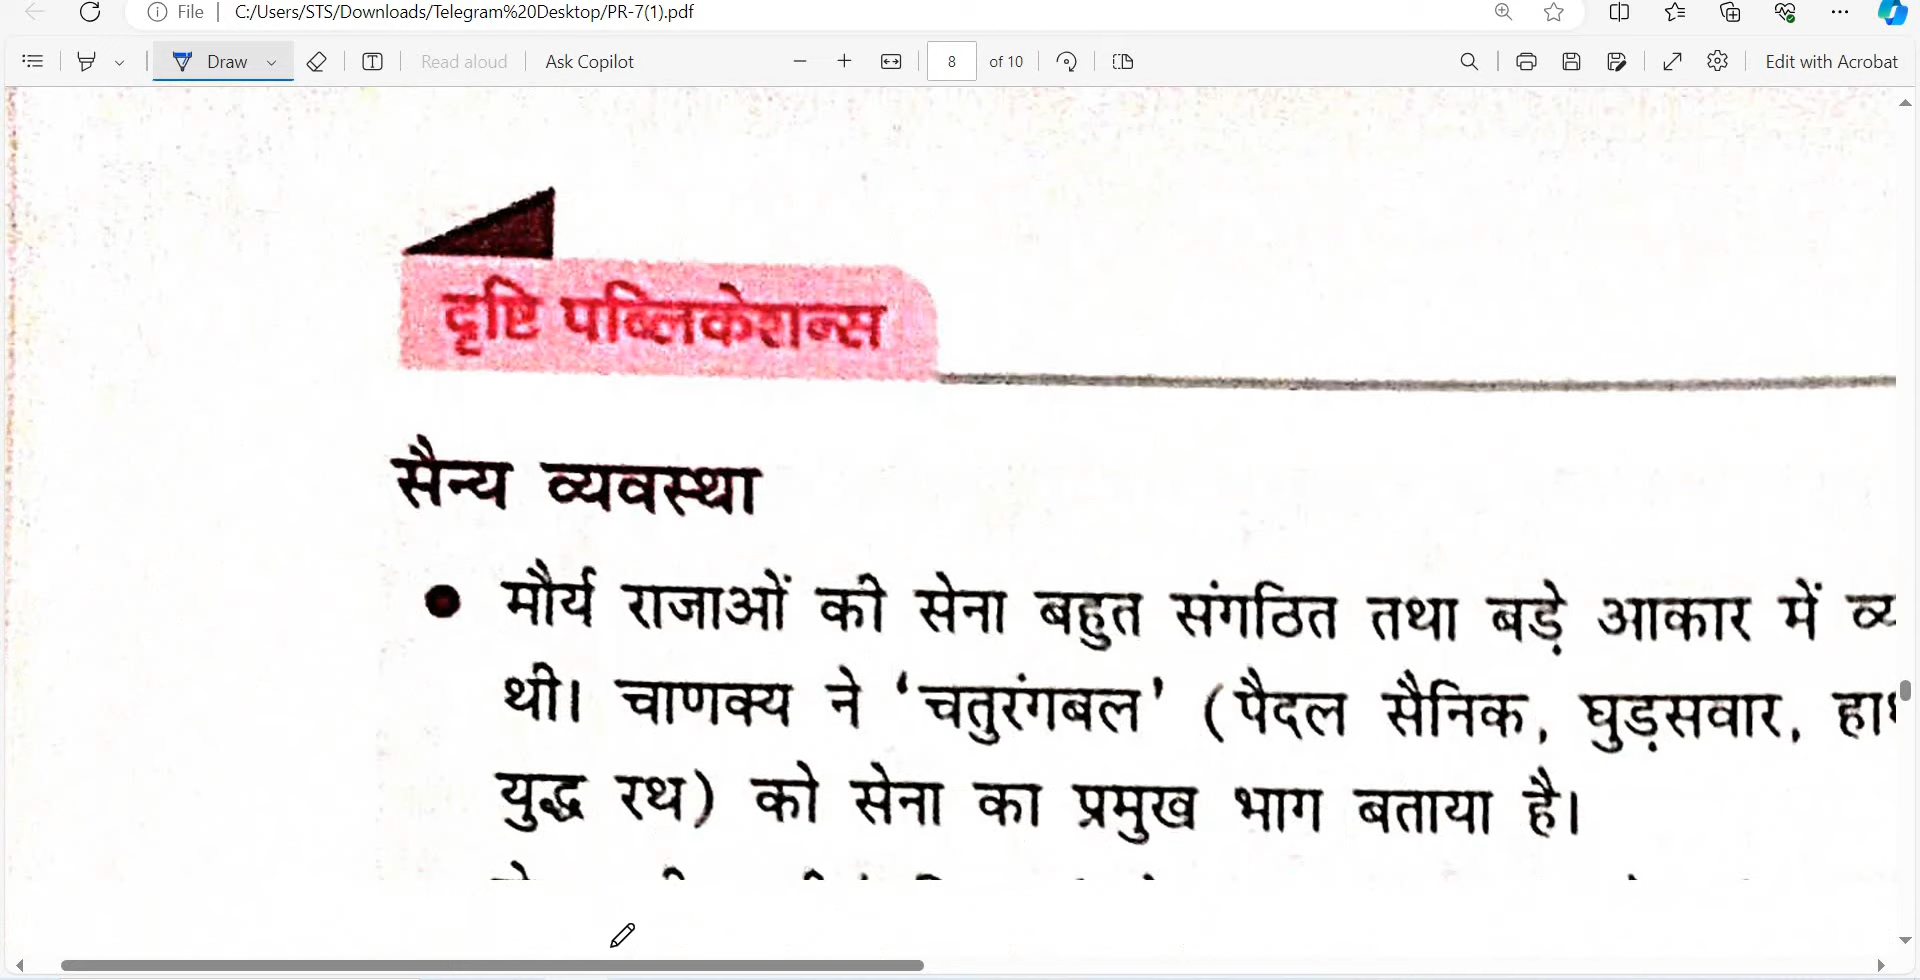 File C:/Users/STS/Downloads/Telegram%20Desktop/PR-7(1).pdf
Draw Read aloud Ask Copilot 8 of 10 Edit with Acrobat
दृष्टि पब्लिकेशन्स
सैन्य व्यवस्था
● मौर्य राजाओं की सेना बहुत संगठित तथा बड़े आकार में
थी। चाणक्य ने ‘चतुरंगबल’ (पैदल सैनिक, घुड़सवार,
युद्ध रथ) को सेना का प्रमुख भाग बताया है।